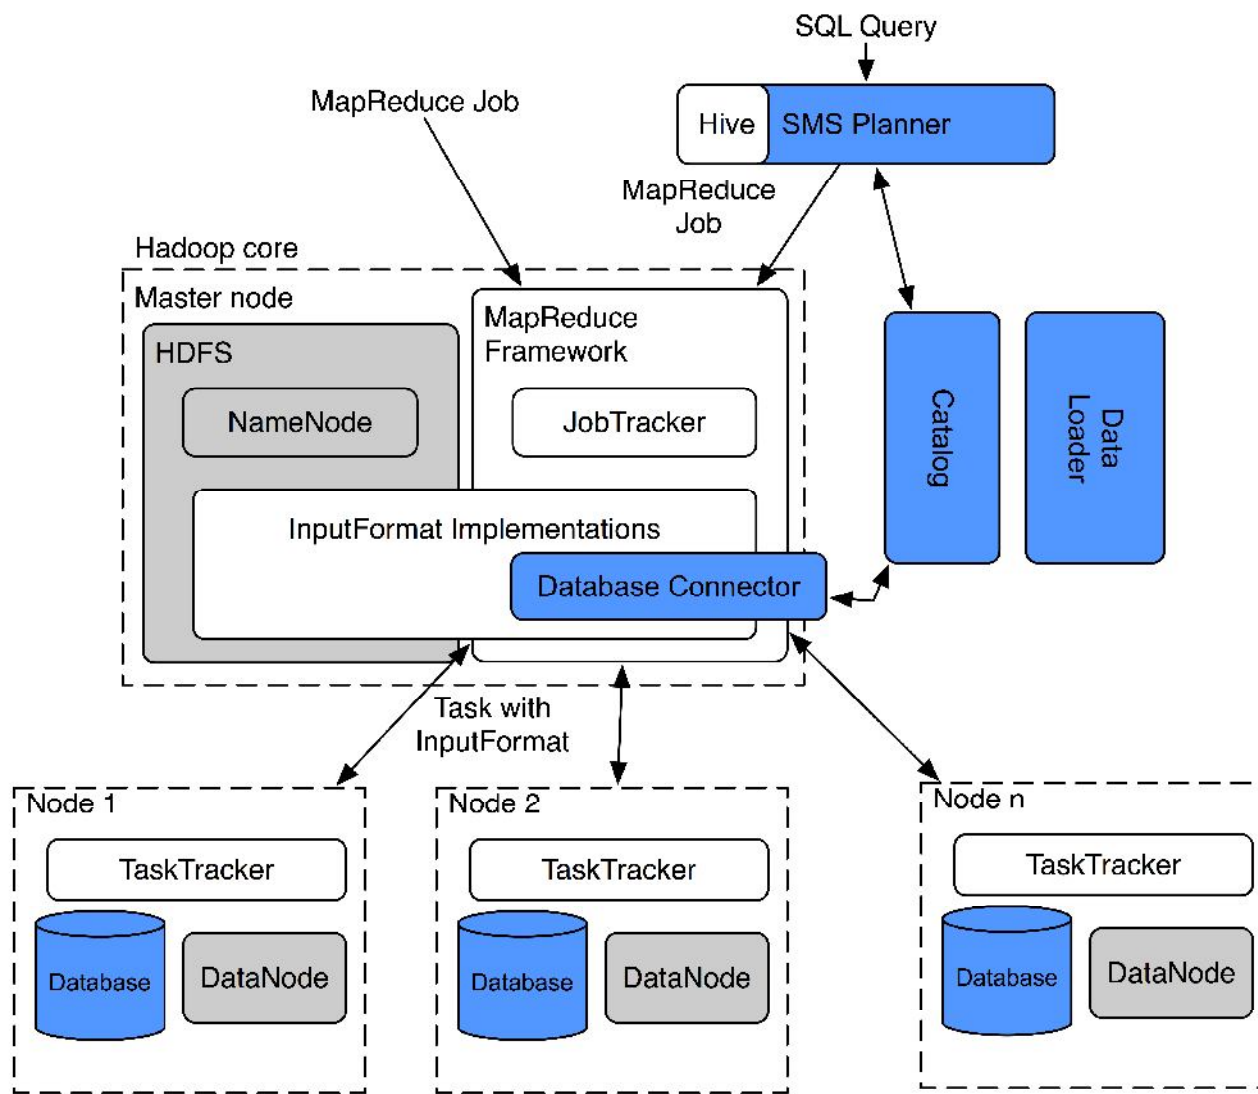 SQL Query
Hive
SMS Planner
MapReduce Job
MapReduce
Job
Hadoop core
Master node
HDFS
NameNode
MapReduce
Framework
JobTracker
InputFormat Implementations
Database Connector
Catalog
Data
Loader
Task with
InputFormat
Node 1
TaskTracker
Database
DataNode
Node 2
TaskTracker
Database
DataNode
Node n
TaskTracker
Database
DataNode